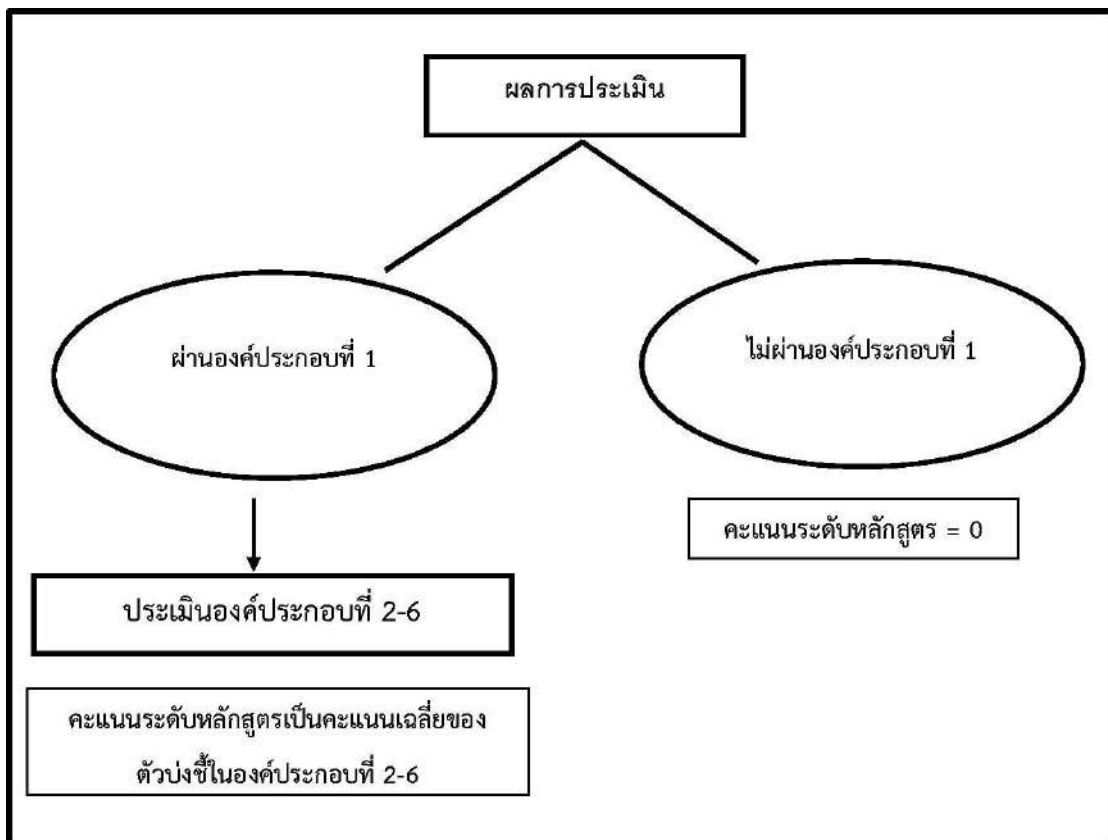 ผลการประเมิน
ผ่านองค์ประกอบที่ 1
ไม่ผ่านองค์ประกอบที่ 1
คะแนนระดับหลักสูตร = 0
ประเมินองค์ประกอบที่ 2-6
คะแนนระดับหลักสูตรเป็นคะแนนเฉลี่ยของ
ตัวบ่งชี้ในองค์ประกอบที่ 2-6